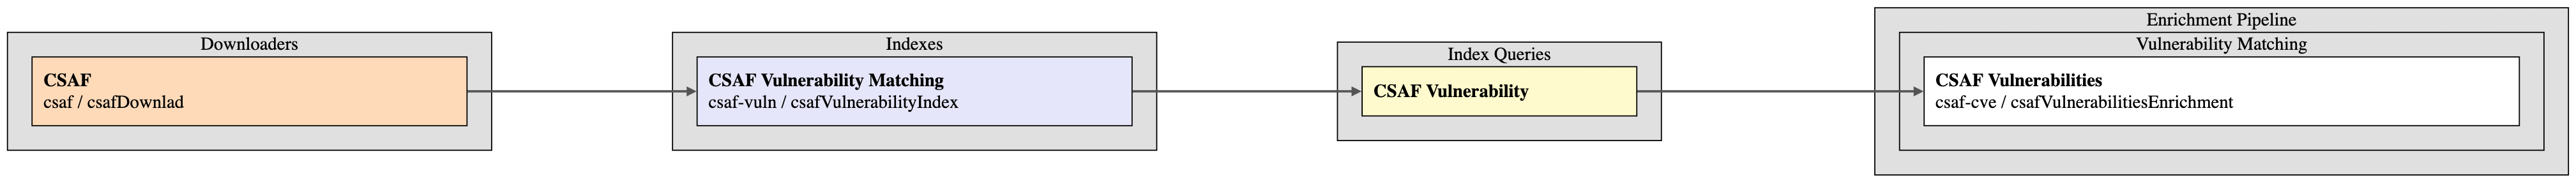 Downloaders
CSAF
csaf / csafDownlad
Indexes
CSAF Vulnerability Matching
csaf-vuln / csafVulnerabilityIndex
Index Queries
CSAF Vulnerability
Enrichment Pipeline
Vulnerability Matching
CSAF Vulnerabilities
csaf-cve / csafVulnerabilitiesEnrichment